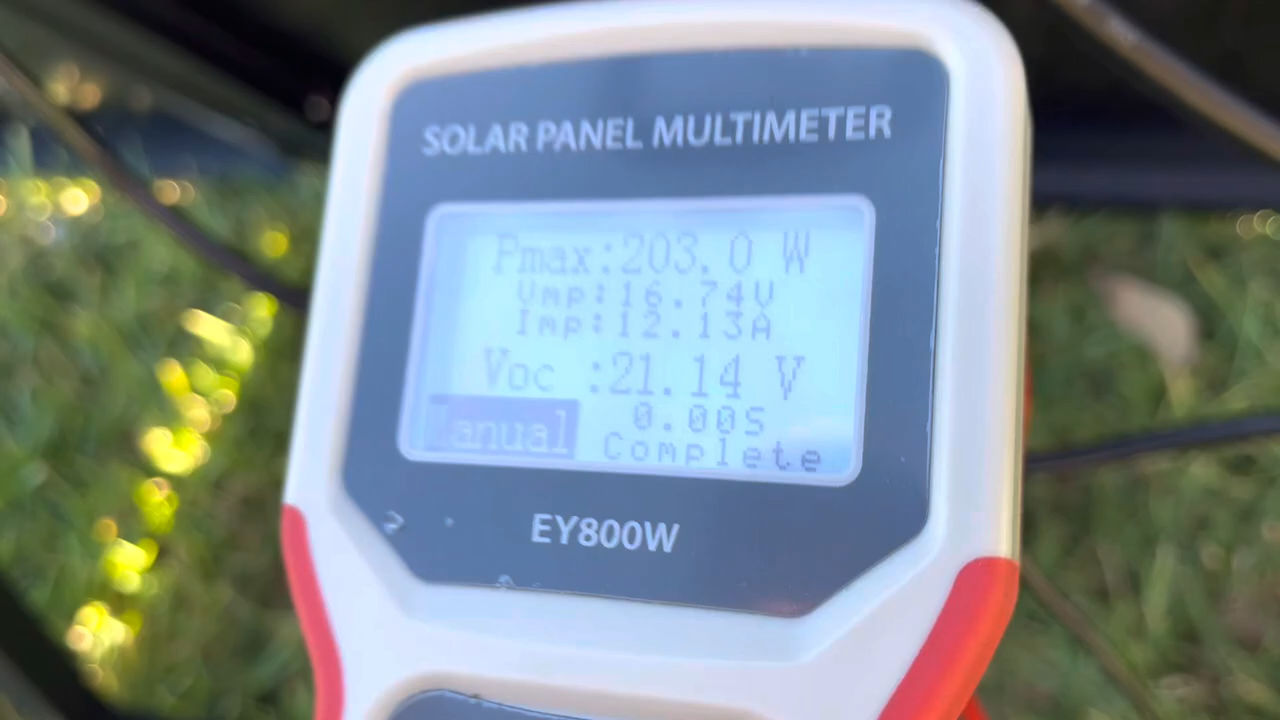 SOLAR PANEL MULTIMETER
Pmax:203.0 W
Vmp:16.74V
Imp:12.13A
Voc :21.14 V
Manual 0.00S
Complete
EY800W